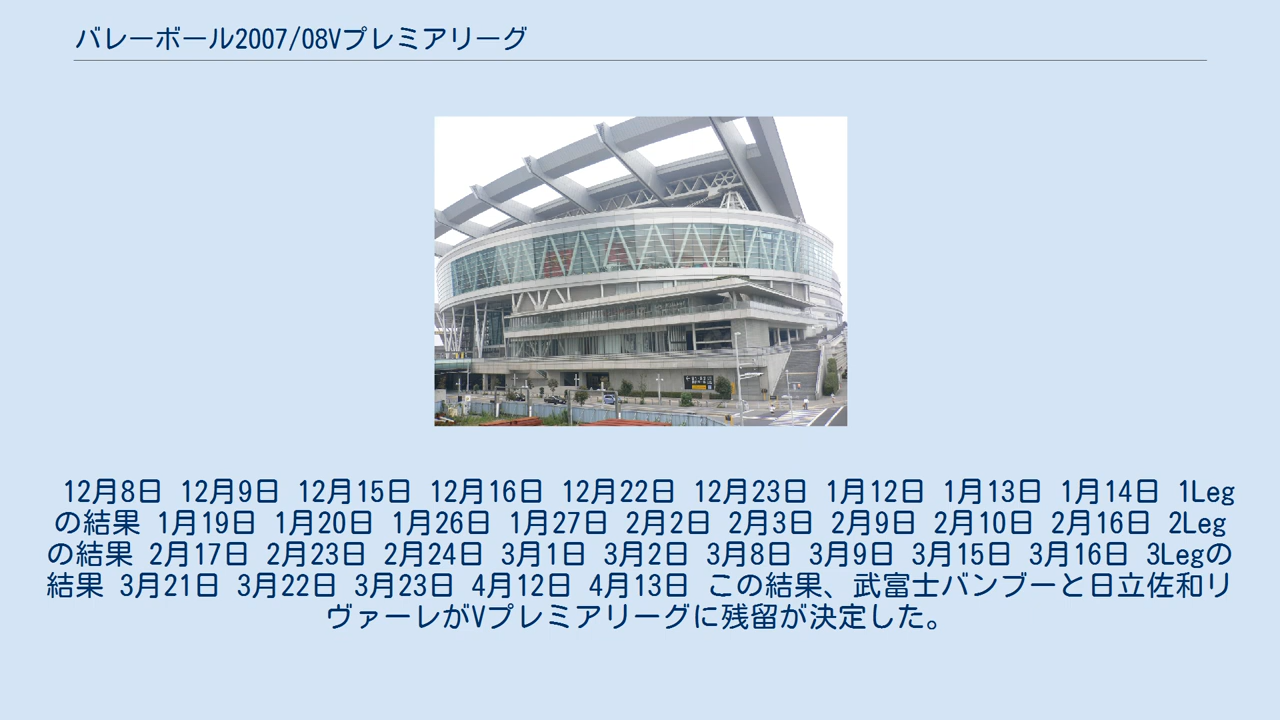 バレーボール2007/08Vプレミアリーグ
12月8日 12月9日 12月15日 12月16日 12月22日 12月23日 1月12日 1月13日 1月14日 1Leg
の結果 1月19日 1月20日 1月26日 1月27日 2月2日 2月3日 2月9日 2月10日 2月16日 2Leg
の結果 2月17日 2月23日 2月24日 3月1日 3月2日 3月8日 3月9日 3月15日 3月16日 3Legの
結果 3月21日 3月22日 3月23日 4月12日 4月13日 この結果、武富士バンブーと日立佐和リ
ヴァーレがVプレミアリーグに残留が決定した。